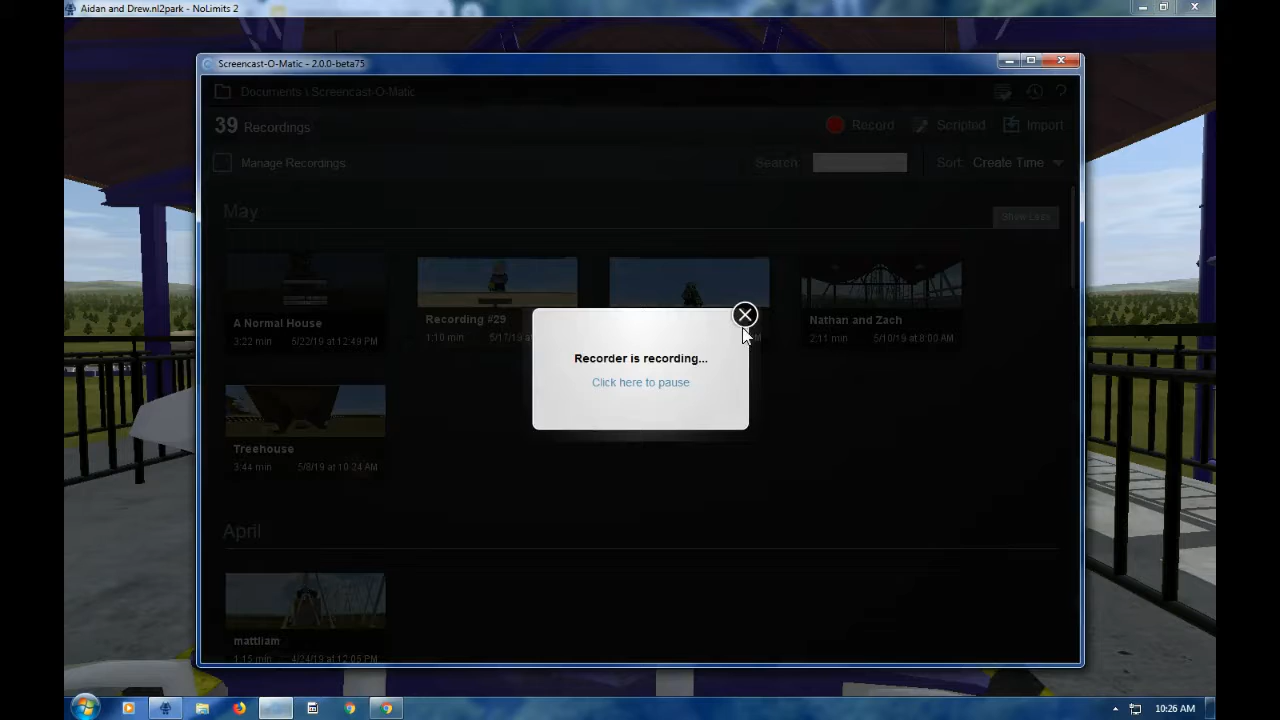 Aidan and Drew.nl2park - NoLimits 2
Screencast-O-Matic - 2.0.0-beta75
Documents \ Screencast-O-Matic
39 Recordings
Record
Scripted
Import
Manage Recordings
Search:
Sort: Create Time
May
Show Less
A Normal House
3:22 min 5/22/19 at 12:49 PM
Recording #29
1:10 min 5/17/19 at
Nathan and Zach
2:11 min 5/10/19 at 8:00 AM
Recorder is recording...
Click here to pause
Treehouse
3:44 min 5/8/19 at 10:24 AM
April
mattliam
1:15 min 4/24/19 at 12:05 PM
10:26 AM